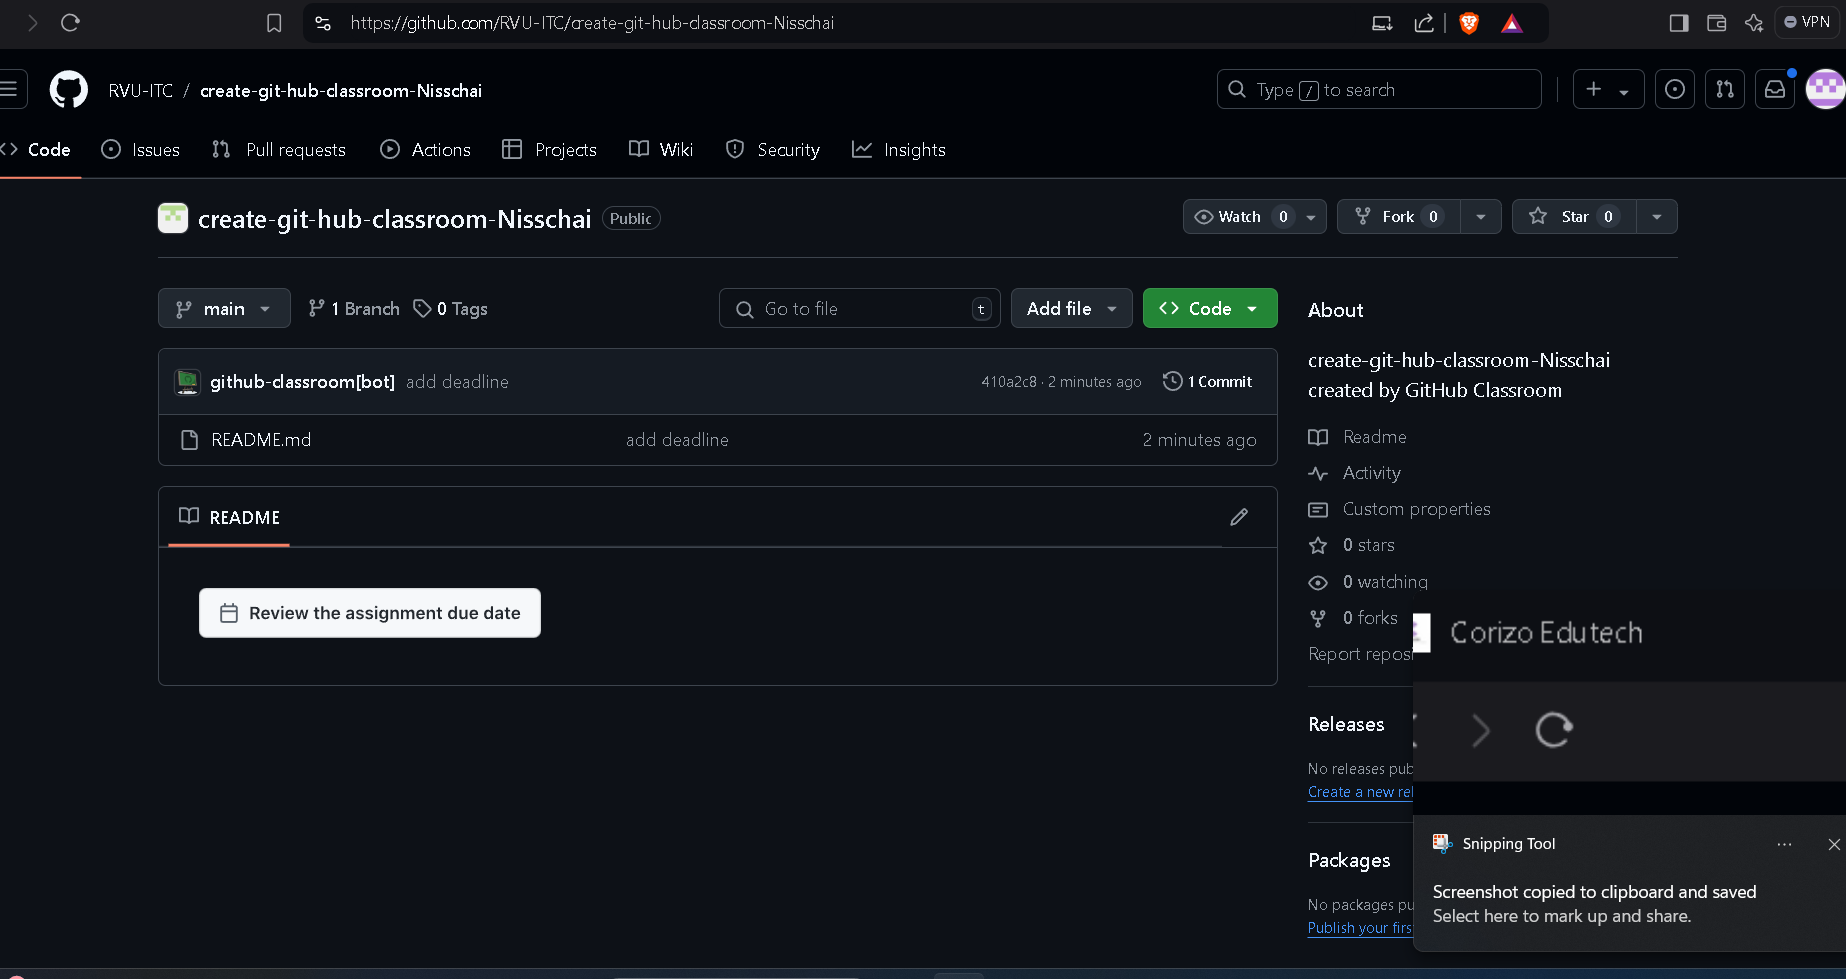 https://github.com/RVU-ITC/create-git-hub-classroom-Nisschai
VPN
RVU-ITC / create-git-hub-classroom-Nisschai
Type / to search
Code
Issues
Pull requests
Actions
Projects
Wiki
Security
Insights
create-git-hub-classroom-Nisschai Public
Watch 0
Fork 0
Star 0
main
1 Branch
0 Tags
Go to file t
Add file
Code
github-classroom[bot] add deadline
410a2c8 · 2 minutes ago
1 Commit
README.md add deadline 2 minutes ago
README
Review the assignment due date
About
create-git-hub-classroom-Nisschai
created by GitHub Classroom
Readme
Activity
Custom properties
0 stars
0 watching
0 forks
Report repos
Releases
No releases pub
Create a new rel
Packages
No packages pu
Publish your firs
Corizo Edutech
Snipping Tool
Screenshot copied to clipboard and saved
Select here to mark up and share.